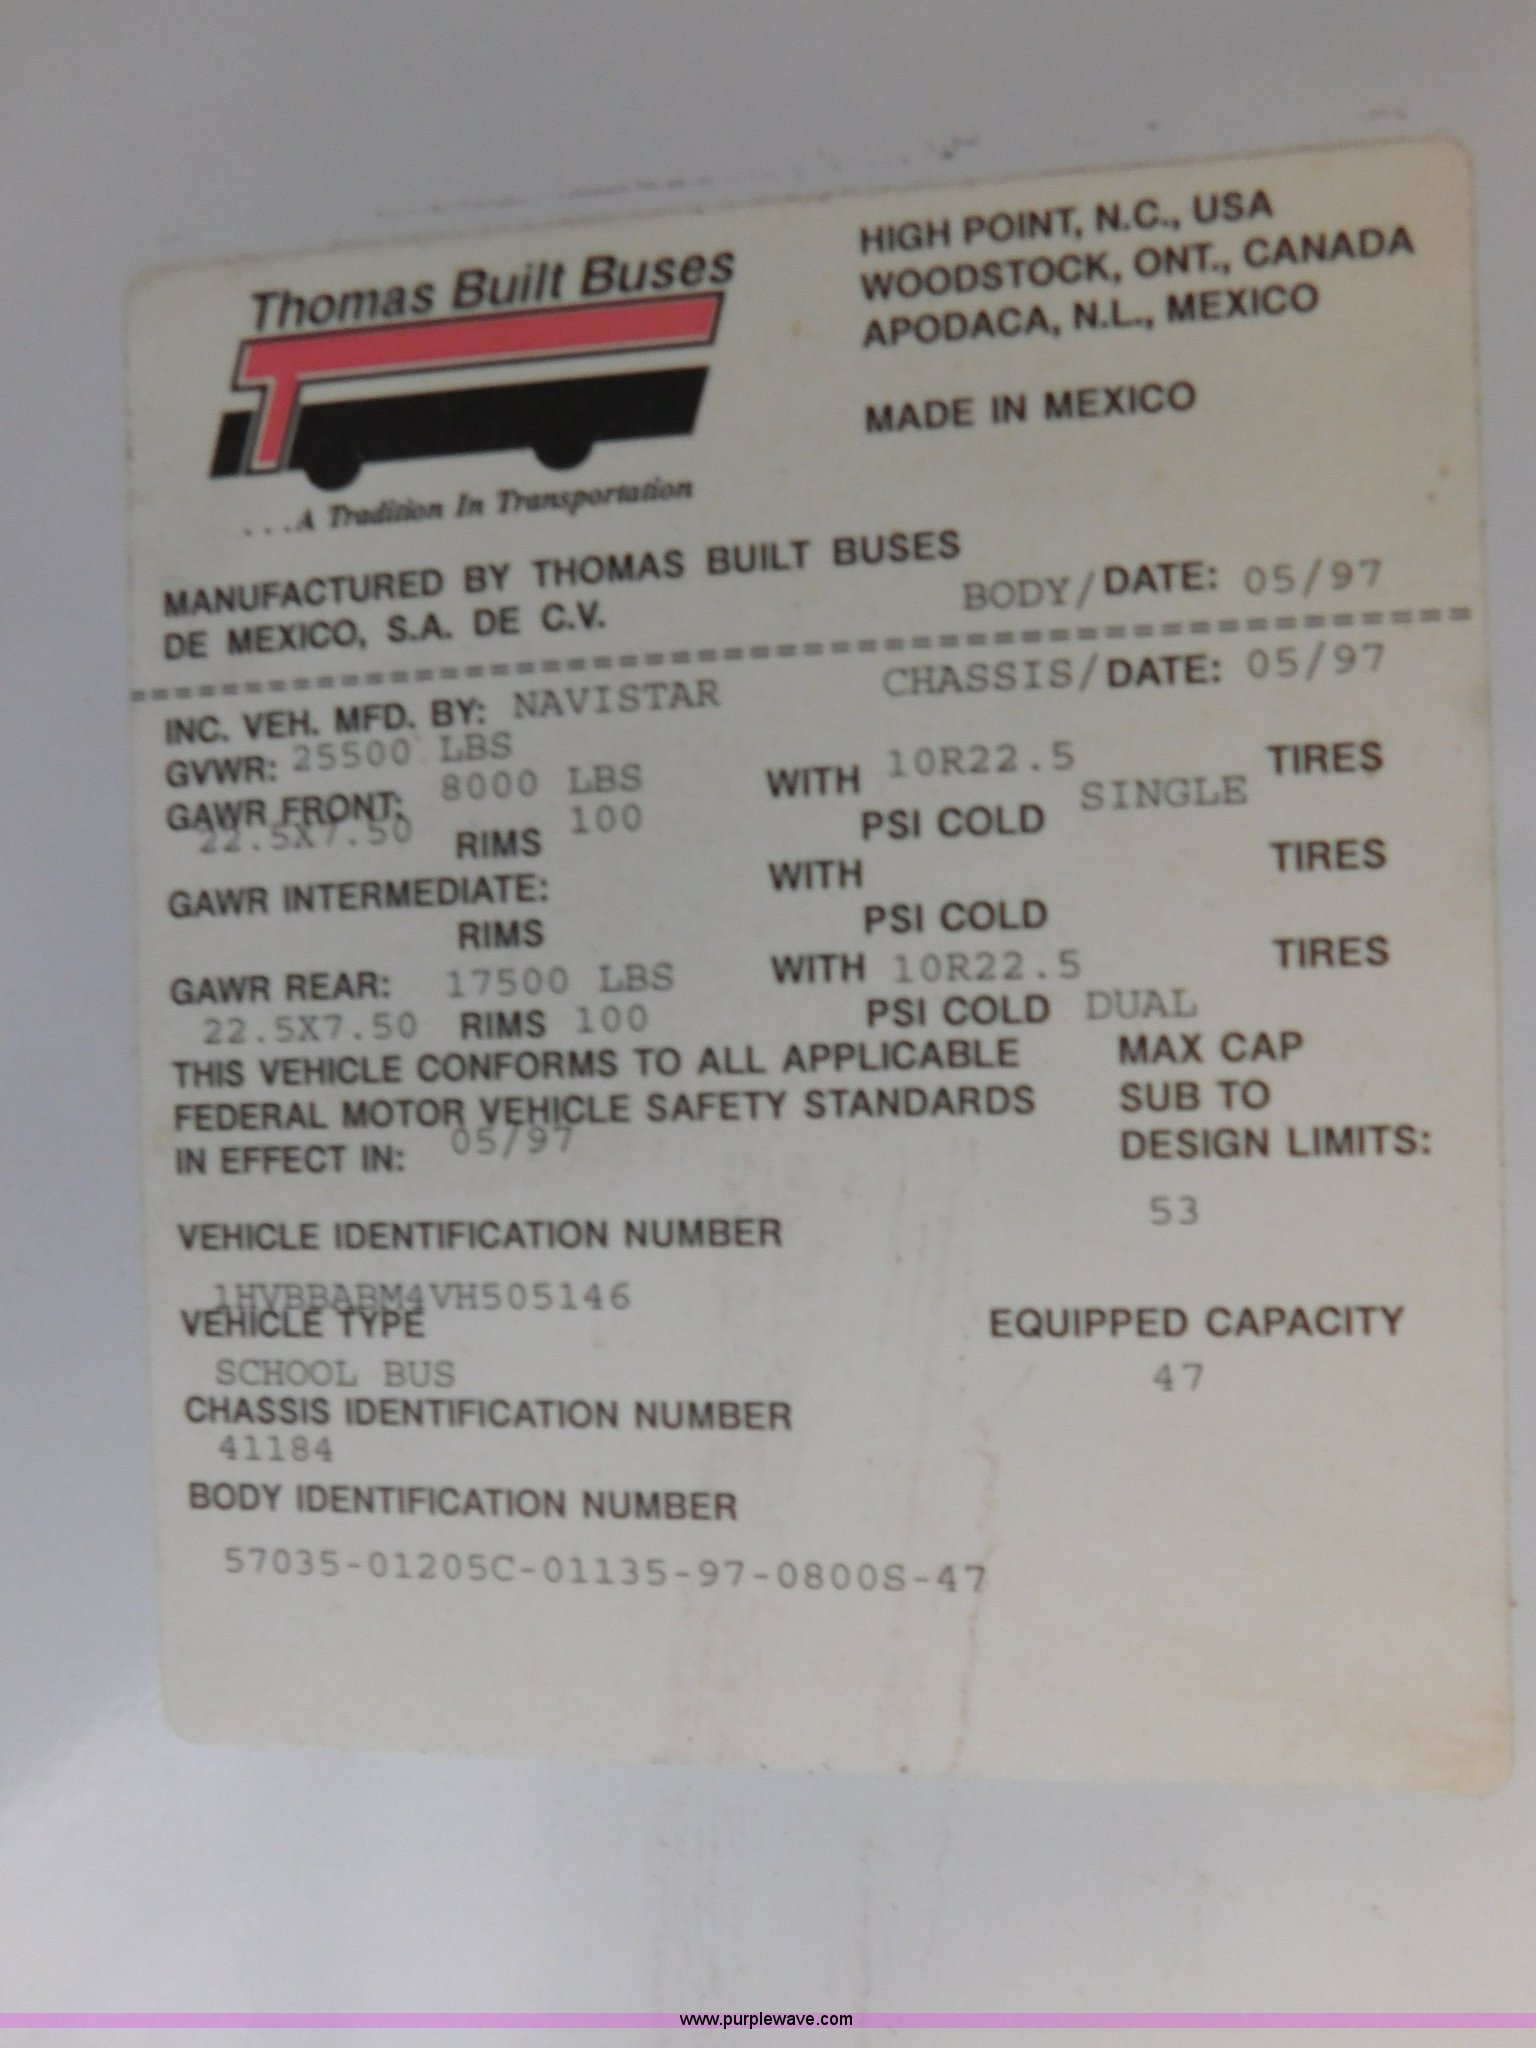 Thomas Built Buses
T
. . .A Tradition In Transportation
HIGH POINT, N.C., USA
WOODSTOCK, ONT., CANADA
APODACA, N.L., MEXICO
MADE IN MEXICO
MANUFACTURED BY THOMAS BUILT BUSES
DE MEXICO, S.A. DE C.V.
BODY/DATE: 05/97
INC. VEH. MFD. BY: NAVISTAR CHASSIS/DATE: 05/97
GVWR: 25500 LBS
GAWR FRONT: 8000 LBS WITH 10R22.5 TIRES
22.5X7.50 RIMS 100 PSI COLD SINGLE
GAWR INTERMEDIATE: WITH TIRES
RIMS PSI COLD
GAWR REAR: 17500 LBS WITH 10R22.5 TIRES
22.5X7.50 RIMS 100 PSI COLD DUAL
THIS VEHICLE CONFORMS TO ALL APPLICABLE
FEDERAL MOTOR VEHICLE SAFETY STANDARDS
IN EFFECT IN: 05/97
MAX CAP
SUB TO
DESIGN LIMITS:
53
VEHICLE IDENTIFICATION NUMBER
1HVBBABM4VH505146
VEHICLE TYPE
SCHOOL BUS
EQUIPPED CAPACITY
47
CHASSIS IDENTIFICATION NUMBER
41184
BODY IDENTIFICATION NUMBER
57035-01205C-01135-97-0800S-47
www.purplewave.com